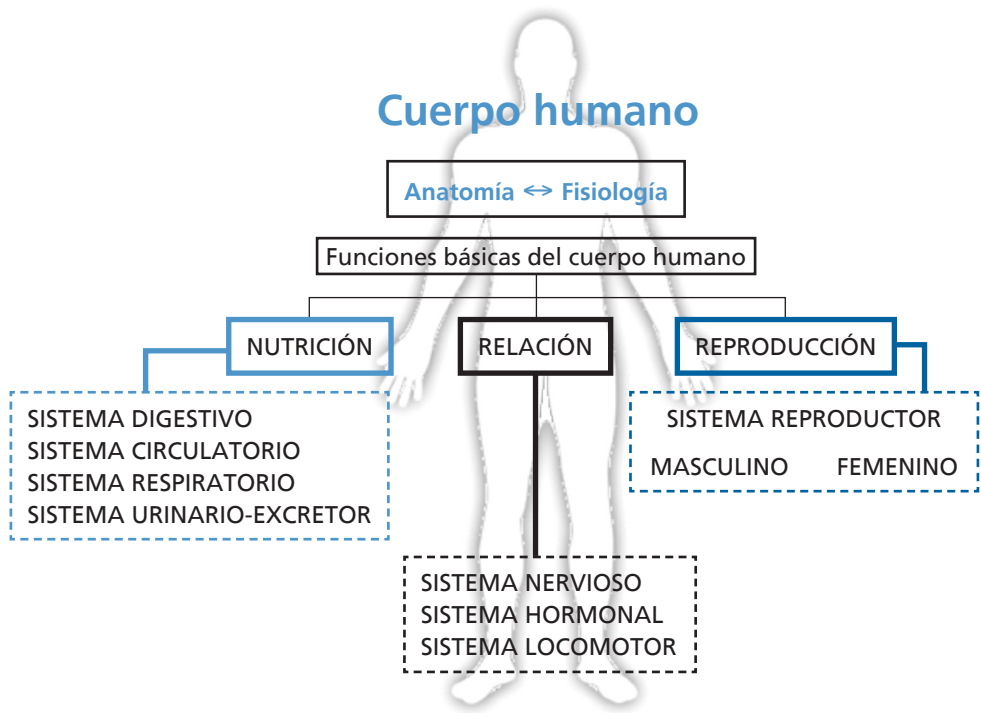 Cuerpo humano
Anatomía ↔ Fisiología
Funciones básicas del cuerpo humano
NUTRICIÓN
RELACIÓN
REPRODUCCIÓN
SISTEMA DIGESTIVO
SISTEMA CIRCULATORIO
SISTEMA RESPIRATORIO
SISTEMA URINARIO-EXCRETOR
SISTEMA REPRODUCTOR
MASCULINO FEMENINO
SISTEMA NERVIOSO
SISTEMA HORMONAL
SISTEMA LOCOMOTOR